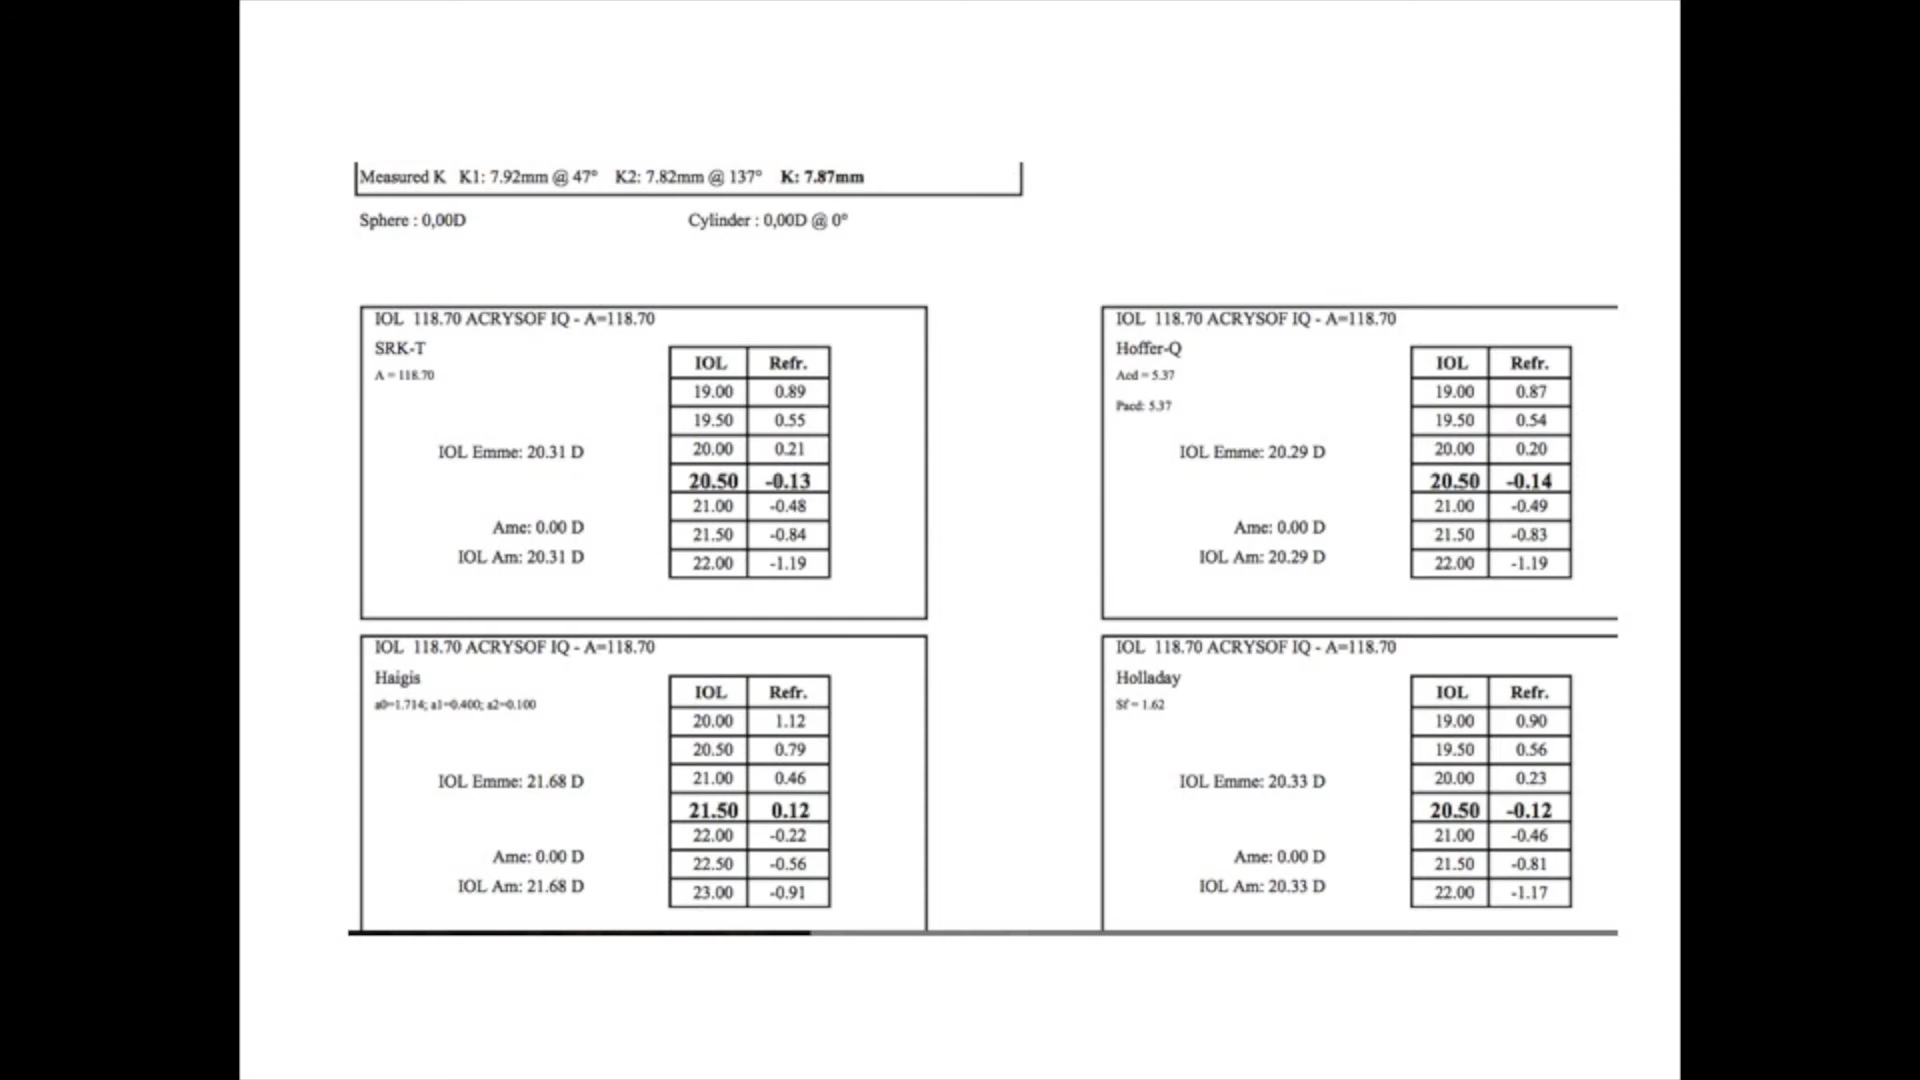 Measured K K1: 7.92mm @ 47° K2: 7.82mm @ 137° K: 7.87mm
Sphere : 0,00D Cylinder : 0,00D @ 0°
IOL 118.70 ACRYSOF IQ - A=118.70
SRK-T
A = 118.70
IOL Emme: 20.31 D
Ame: 0.00 D
IOL Am: 20.31 D
IOL Refr.
19.00 0.89
19.50 0.55
20.00 0.21
20.50 -0.13
21.00 -0.48
21.50 -0.84
22.00 -1.19
IOL 118.70 ACRYSOF IQ - A=118.70
Hoffer-Q
Acd = 5.37
Pacd: 5.37
IOL Emme: 20.29 D
Ame: 0.00 D
IOL Am: 20.29 D
IOL Refr.
19.00 0.87
19.50 0.54
20.00 0.20
20.50 -0.14
21.00 -0.49
21.50 -0.83
22.00 -1.19
IOL 118.70 ACRYSOF IQ - A=118.70
Haigis
a0=1.714; a1=0.400; a2=0.100
IOL Emme: 21.68 D
Ame: 0.00 D
IOL Am: 21.68 D
IOL Refr.
20.00 1.12
20.50 0.79
21.00 0.46
21.50 0.12
22.00 -0.22
22.50 -0.56
23.00 -0.91
IOL 118.70 ACRYSOF IQ - A=118.70
Holladay
Sf = 1.62
IOL Emme: 20.33 D
Ame: 0.00 D
IOL Am: 20.33 D
IOL Refr.
19.00 0.90
19.50 0.56
20.00 0.23
20.50 -0.12
21.00 -0.46
21.50 -0.81
22.00 -1.17